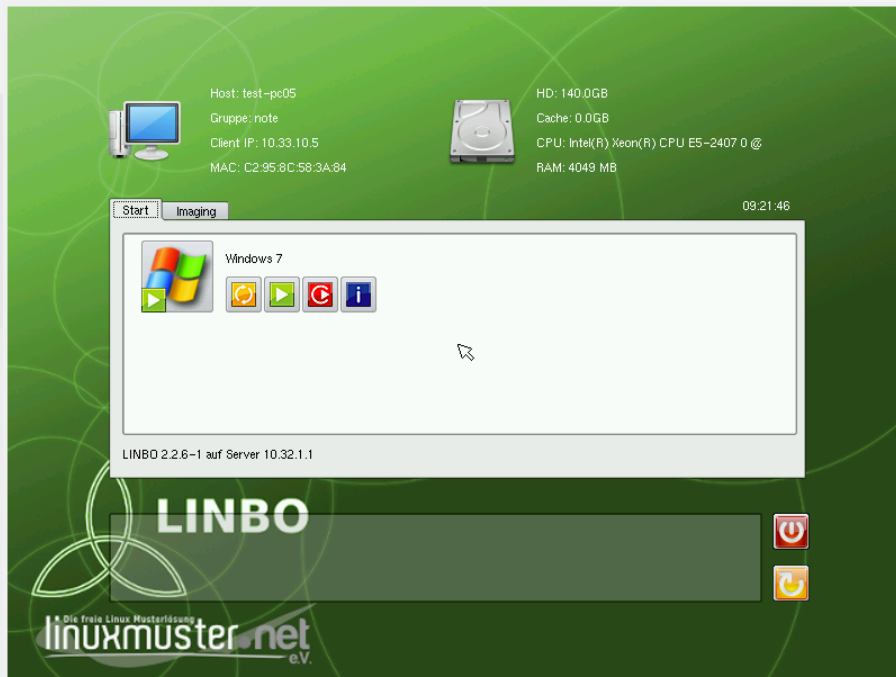 Host: test-pc05
Gruppe: note
Client IP: 10.33.10.5
MAC: C2:95:8C:58:3A:84
HD: 140.0GB
Cache: 0.0GB
CPU: Intel(R) Xeon(R) CPU E5-2407 0 @
RAM: 4049 MB
Start
Imaging
09:21:46
Windows 7
LINBO 2.2.6-1 auf Server 10.32.1.1
LINBO
Die freie Linux Musterlösung
linuxmuster.net
e.V.